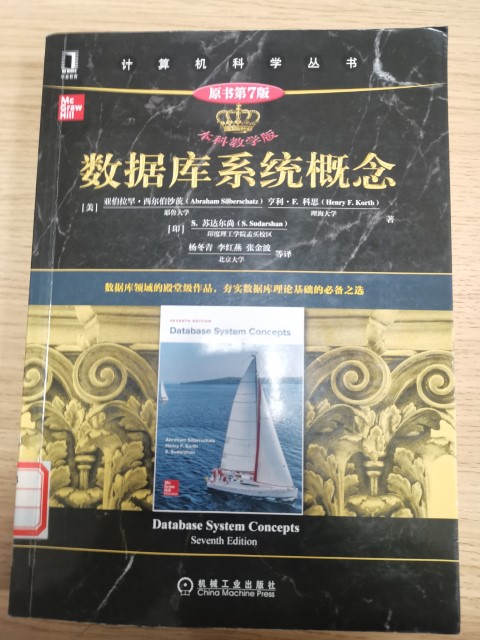 计算机科学丛书
Mc
Graw
Hill
原书第7版
本科教学版
数据库系统概念
[美] 亚伯拉罕·西尔伯沙茨 (Abraham Silberschatz) 亨利·F. 科思 (Henry F. Korth)
耶鲁大学 理海大学
[印] S. 苏达尔尚 (S. Sudarshan) 著
印度理工学院孟买校区
杨冬青 李红燕 张金波 等译
北京大学
数据库领域的殿堂级作品，夯实数据库理论基础的必备之选
SEVENTH EDITION
Database System Concepts
Abraham Silberschatz
Henry F. Korth
S. Sudarshan
Database System Concepts
Seventh Edition
机械工业出版社
China Machine Press